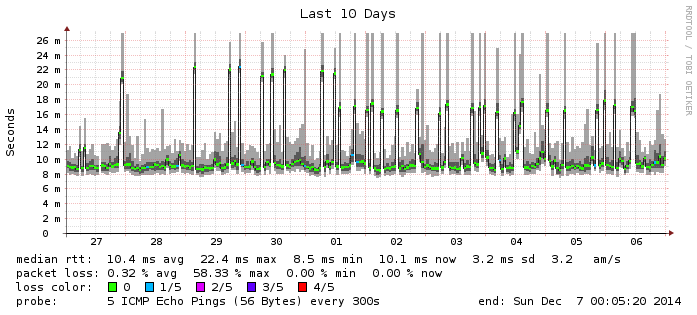 Last 10 Days
RRDTOOL / TOBI OETIKER
Seconds
26 m
24 m
22 m
20 m
18 m
16 m
14 m
12 m
10 m
8 m
6 m
4 m
2 m
0
27 28 29 30 01 02 03 04 05 06
median rtt: 10.4 ms avg 22.4 ms max 8.5 ms min 10.1 ms now 3.2 ms sd 3.2 am/s
packet loss: 0.32 % avg 58.33 % max 0.00 % min 0.00 % now
loss color: 0 1/5 2/5 3/5 4/5
probe: 5 ICMP Echo Pings (56 Bytes) every 300s end: Sun Dec 7 00:05:20 2014